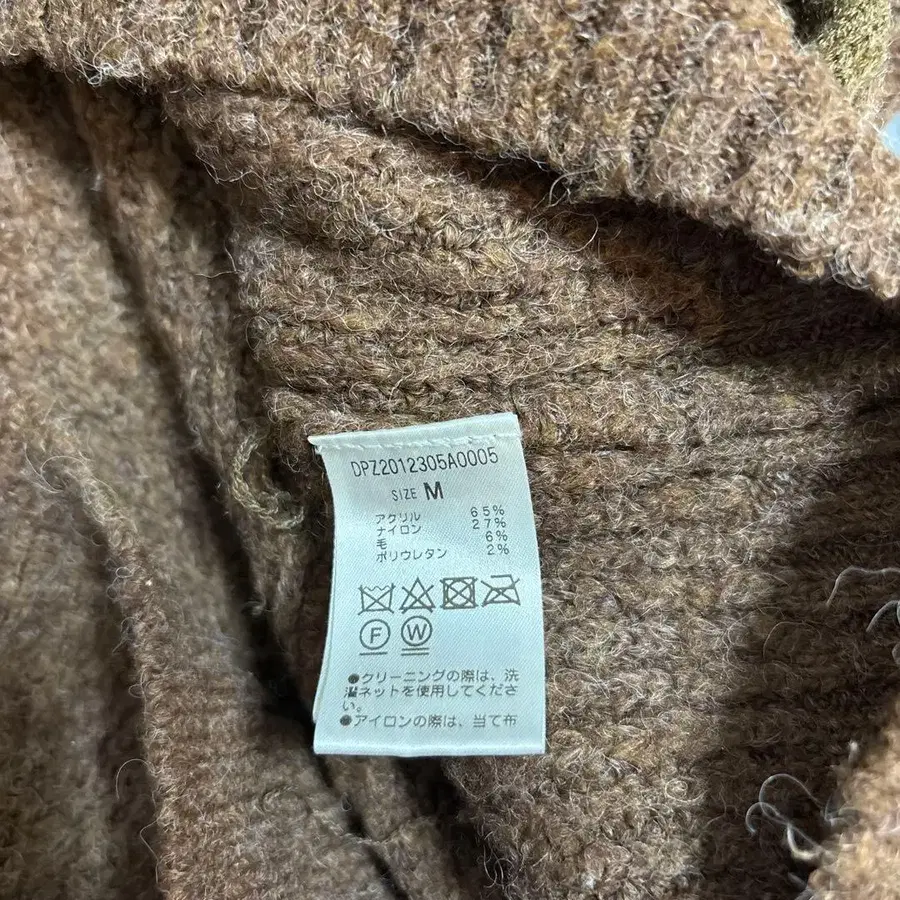 DPZ2012305A0005
SIZE M
アクリル 65%
ナイロン 27%
毛 6%
ポリウレタン 2%
F W
●クリーニングの際は、洗
濯ネットを使用してくださ
い。
●アイロンの際は、当て布